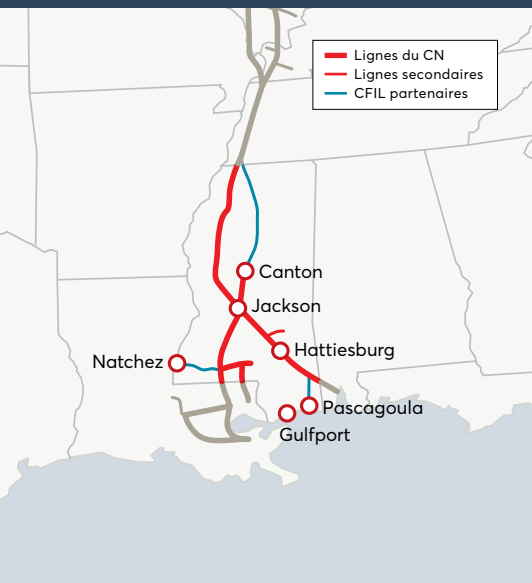 Lignes du CN
Lignes secondaires
CFIL partenaires
Canton
Jackson
Hattiesburg
Natchez
Pascagoula
Gulfport